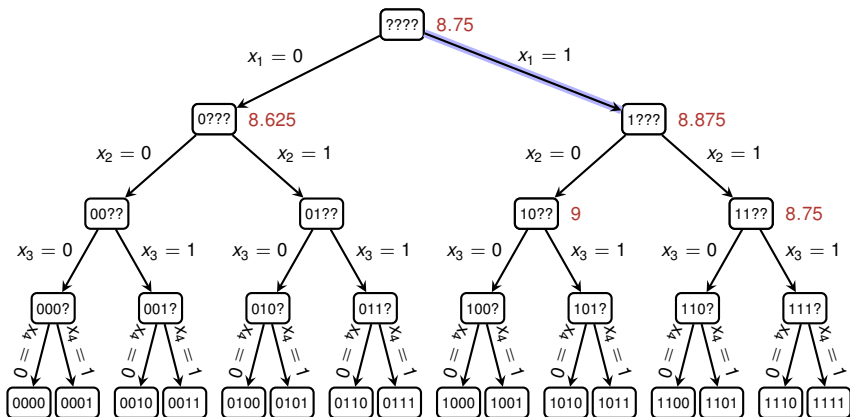 ???? 8.75
x₁ = 0 x₁ = 1
0??? 8.625 1??? 8.875
x₂ = 0 x₂ = 1 x₂ = 0 x₂ = 1
00?? 01?? 10?? 9 11?? 8.75
x₃ = 0 x₃ = 1 x₃ = 0 x₃ = 1 x₃ = 0 x₃ = 1 x₃ = 0 x₃ = 1
000? 001? 010? 011? 100? 101? 110? 111?
x₄ = 0 x₄ = 1 x₄ = 0 x₄ = 1 x₄ = 0 x₄ = 1 x₄ = 0 x₄ = 1 x₄ = 0 x₄ = 1 x₄ = 0 x₄ = 1 x₄ = 0 x₄ = 1 x₄ = 0 x₄ = 1
0000 0001 0010 0011 0100 0101 0110 0111 1000 1001 1010 1011 1100 1101 1110 1111